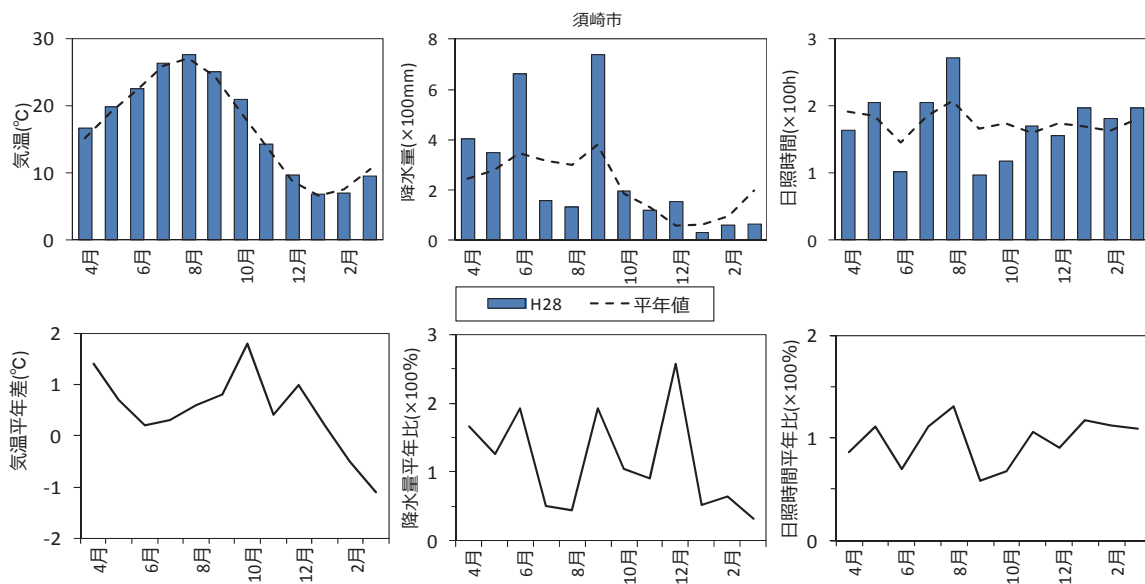 須崎市
気温(℃)
30
20
10
0
4月
6月
8月
10月
12月
2月
降水量(×100mm)
8
6
4
2
0
4月
6月
8月
10月
12月
2月
日照時間(×100h)
3
2
1
0
4月
6月
8月
10月
12月
2月
H28
平年値
気温平年差(℃)
2
1
0
-1
-2
4月
6月
8月
10月
12月
2月
降水量平年比(×100%)
3
2
1
0
4月
6月
8月
10月
12月
2月
日照時間平年比(×100%)
2
1
0
4月
6月
8月
10月
12月
2月